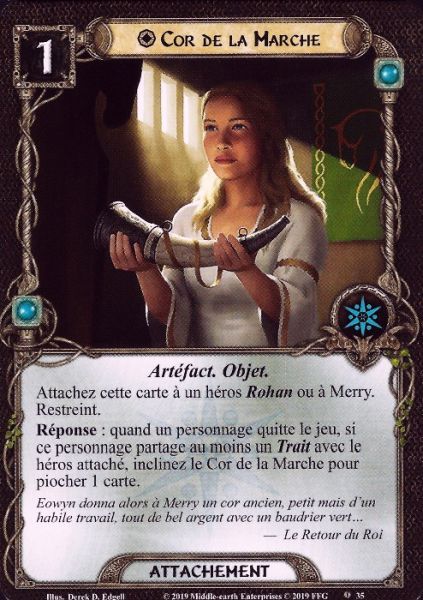 1
COR DE LA MARCHE
Artéfact. Objet.
Attachez cette carte à un héros Rohan ou à Merry.
Restreint.
Réponse : quand un personnage quitte le jeu, si
ce personnage partage au moins un Trait avec le
héros attaché, inclinez le Cor de la Marche pour
piocher 1 carte.
Eowyn donna alors à Merry un cor ancien, petit mais d'un
habile travail, tout de bel argent avec un baudrier vert…
— Le Retour du Roi
ATTACHEMENT
Illus. Derek D. Edgell © 2019 Middle-earth Enterprises © 2019 FFG 35